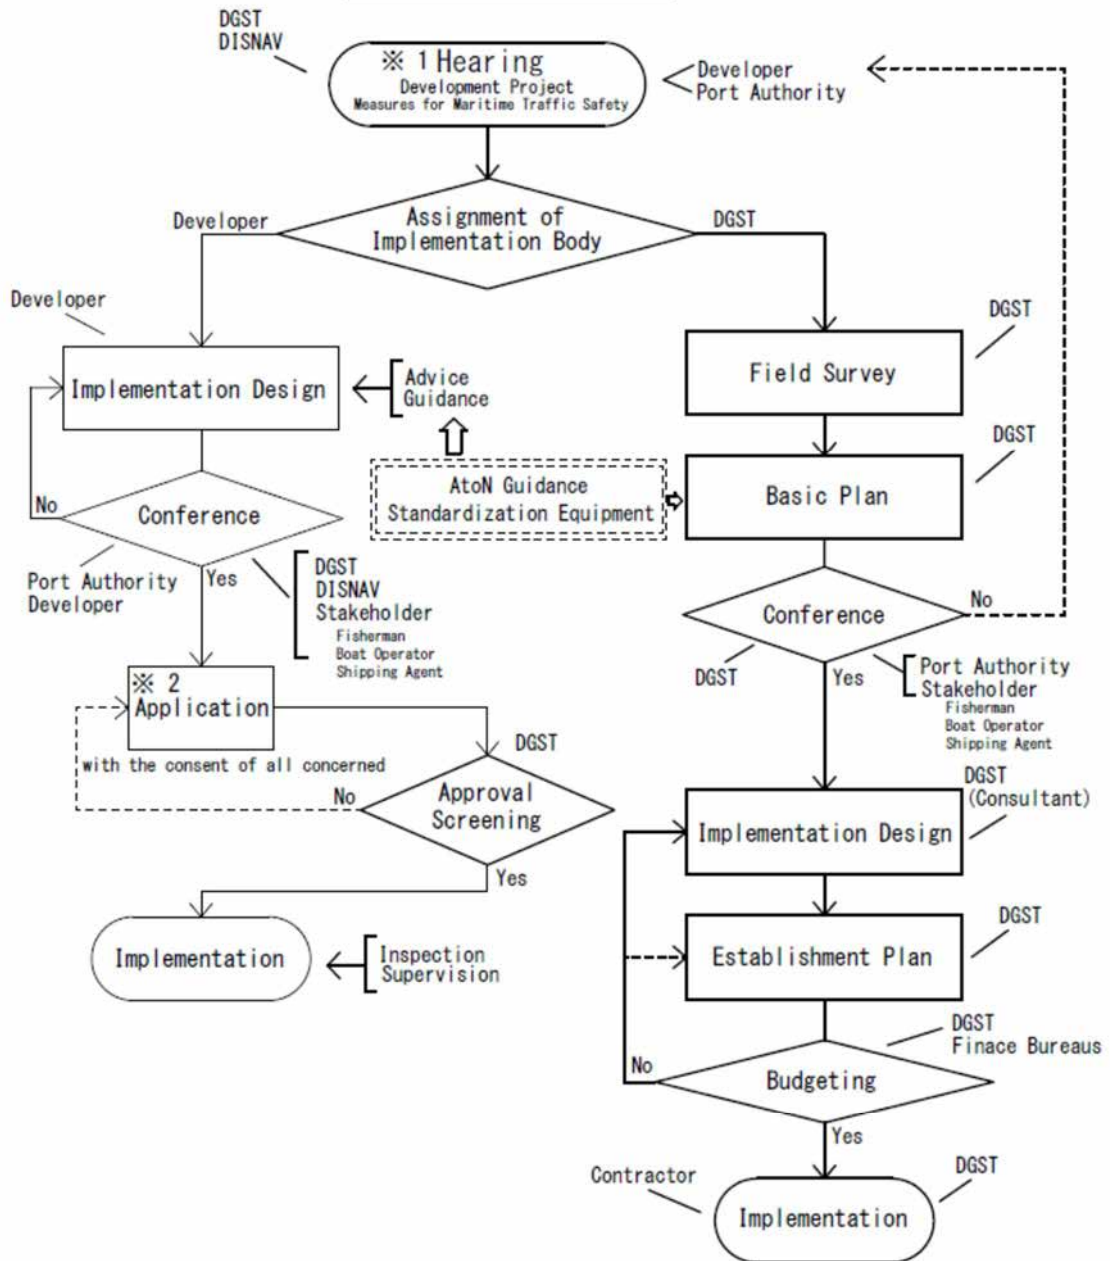 DGST
DISNAV
※ 1 Hearing
Development Project
Measures for Maritime Traffic Safety
Developer
Port Authority
Assignment of
Implementation Body
Developer
DGST
Developer
Implementation Design
Advice
Guidance
DGST
Field Survey
DGST
AtoN Guidance
Standardization Equipment
Basic Plan
No
Conference
Port Authority
Developer
Yes
DGST
DISNAV
Stakeholder
Fisherman
Boat Operator
Shipping Agent
Conference
No
DGST
Yes
Port Authority
Stakeholder
Fisherman
Boat Operator
Shipping Agent
※ 2
Application
with the consent of all concerned
DGST
No
Approval
Screening
Yes
DGST
(Consultant)
Implementation Design
Implementation
Inspection
Supervision
DGST
Establishment Plan
DGST
Finace Bureaus
No
Budgeting
Yes
Contractor
DGST
Implementation